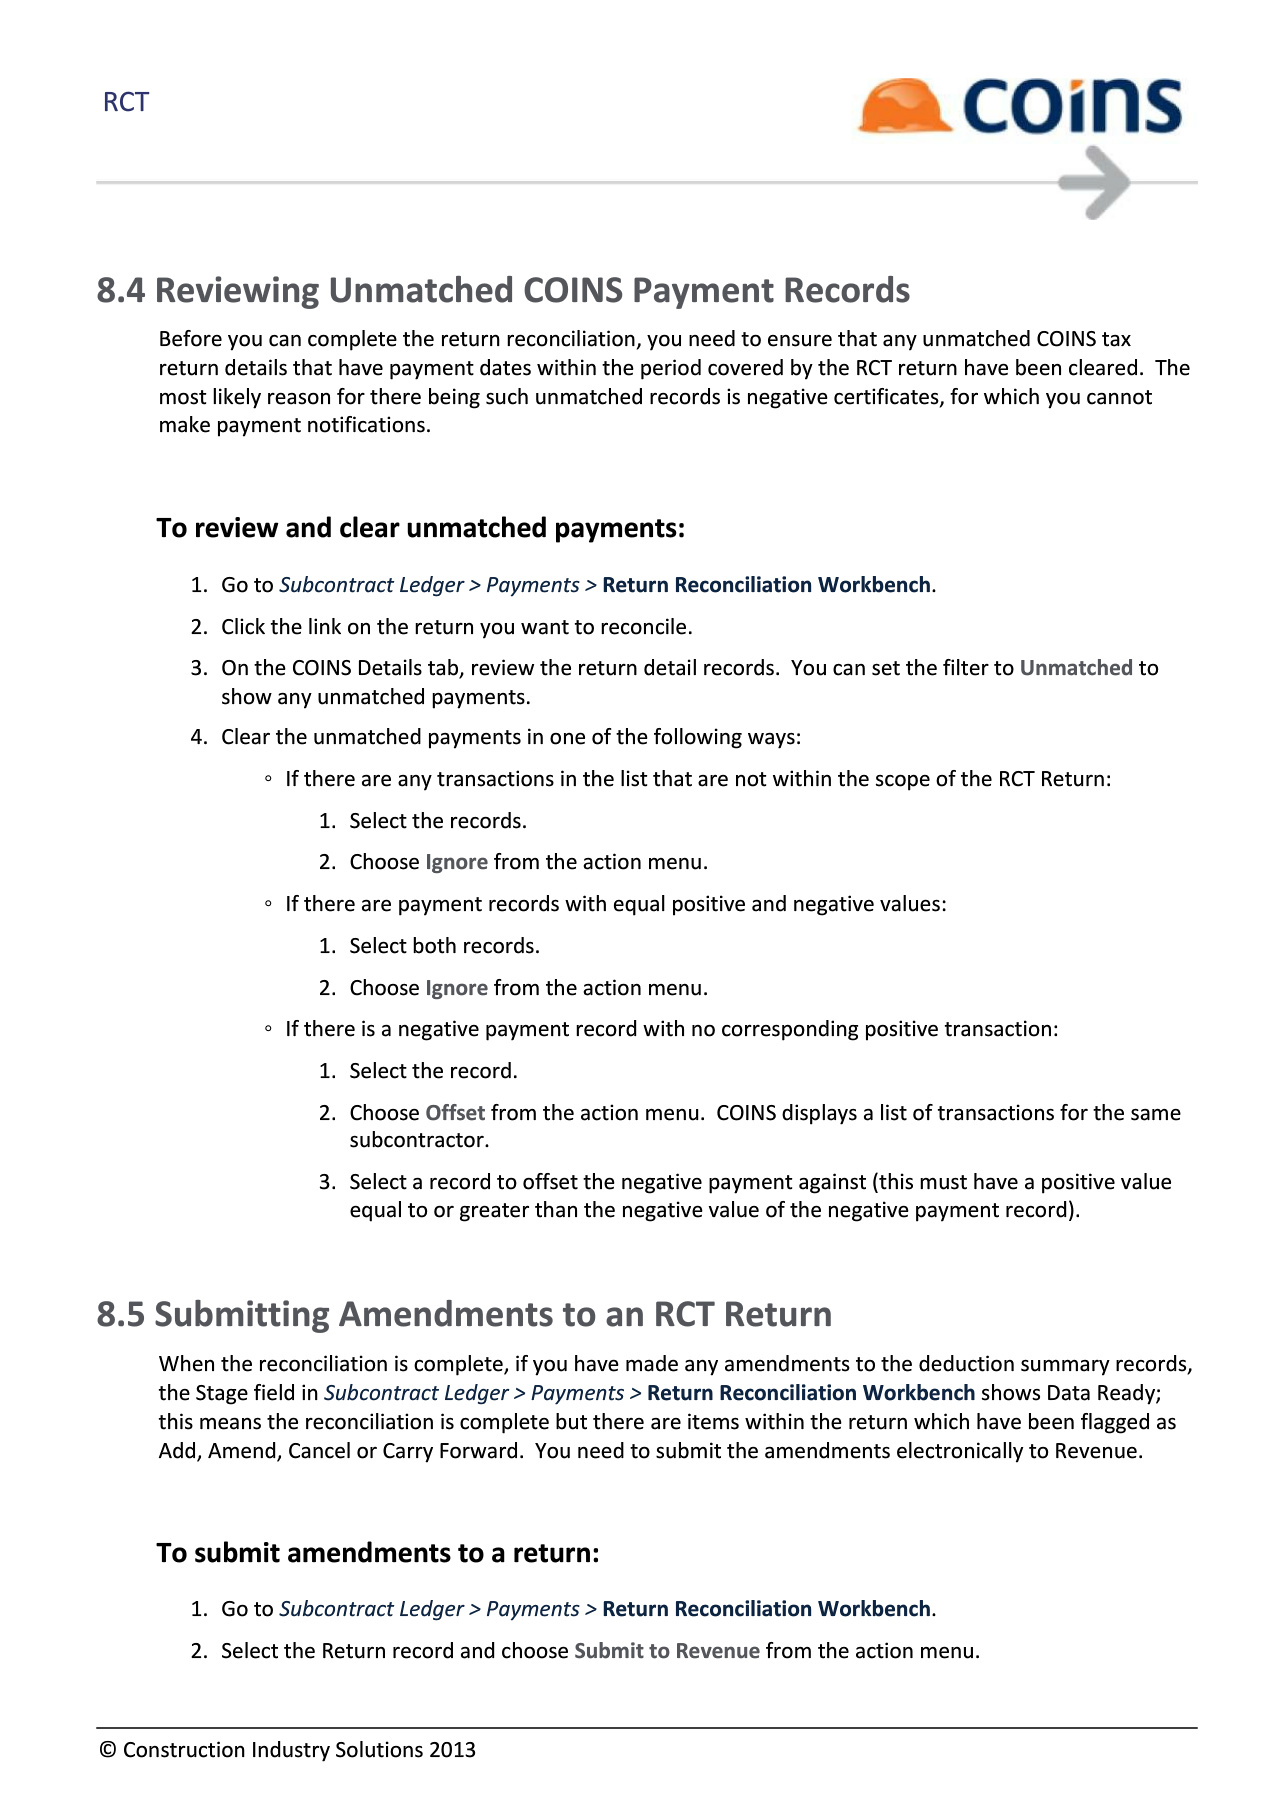 RCT
coins
8.4 Reviewing Unmatched COINS Payment Records
Before you can complete the return reconciliation, you need to ensure that any unmatched COINS tax
return details that have payment dates within the period covered by the RCT return have been cleared.  The
most likely reason for there being such unmatched records is negative certificates, for which you cannot
make payment notifications.
To review and clear unmatched payments:
1. Go to Subcontract Ledger > Payments > Return Reconciliation Workbench.
2. Click the link on the return you want to reconcile.
3. On the COINS Details tab, review the return detail records.  You can set the filter to Unmatched to
show any unmatched payments.
4. Clear the unmatched payments in one of the following ways:
◦ If there are any transactions in the list that are not within the scope of the RCT Return:
1. Select the records.
2. Choose Ignore from the action menu.
◦ If there are payment records with equal positive and negative values:
1. Select both records.
2. Choose Ignore from the action menu.
◦ If there is a negative payment record with no corresponding positive transaction:
1. Select the record.
2. Choose Offset from the action menu.  COINS displays a list of transactions for the same
subcontractor.
3. Select a record to offset the negative payment against (this must have a positive value
equal to or greater than the negative value of the negative payment record).
8.5 Submitting Amendments to an RCT Return
When the reconciliation is complete, if you have made any amendments to the deduction summary records,
the Stage field in Subcontract Ledger > Payments > Return Reconciliation Workbench shows Data Ready;
this means the reconciliation is complete but there are items within the return which have been flagged as
Add, Amend, Cancel or Carry Forward.  You need to submit the amendments electronically to Revenue.
To submit amendments to a return:
1. Go to Subcontract Ledger > Payments > Return Reconciliation Workbench.
2. Select the Return record and choose Submit to Revenue from the action menu.
© Construction Industry Solutions 2013